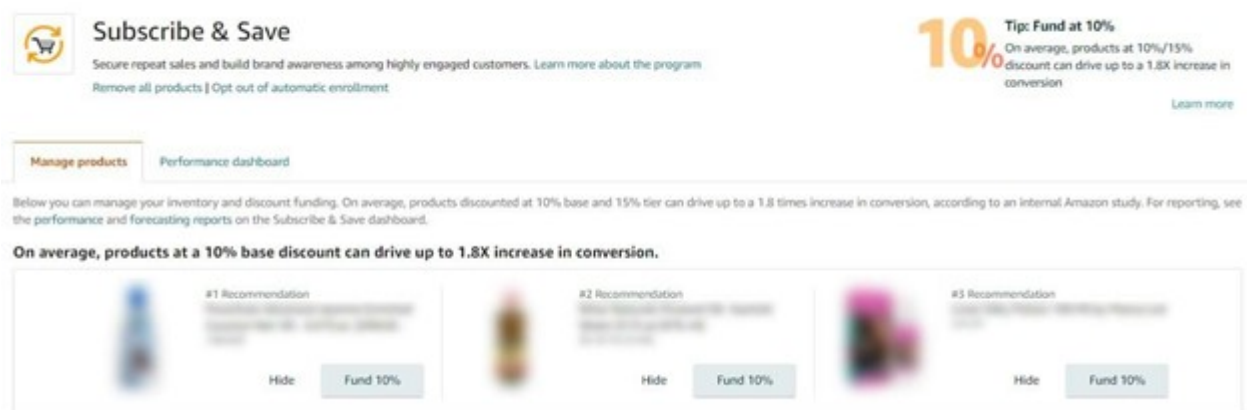 Subscribe & Save
Secure repeat sales and build brand awareness among highly engaged customers. Learn more about the program
Remove all products | Opt out of automatic enrollment
10%
Tip: Fund at 10%
On average, products at 10%/15%
discount can drive up to a 1.8X increase in
conversion
Learn more
Manage products
Performance dashboard
Below you can manage your inventory and discount funding. On average, products discounted at 10% base and 15% tier can drive up to a 1.8 times increase in conversion, according to an internal Amazon study. For reporting, see
the performance and forecasting reports on the Subscribe & Save dashboard.
On average, products at a 10% base discount can drive up to 1.8X increase in conversion.
#1 Recommendation
Hide
Fund 10%
#2 Recommendation
Hide
Fund 10%
#3 Recommendation
Hide
Fund 10%